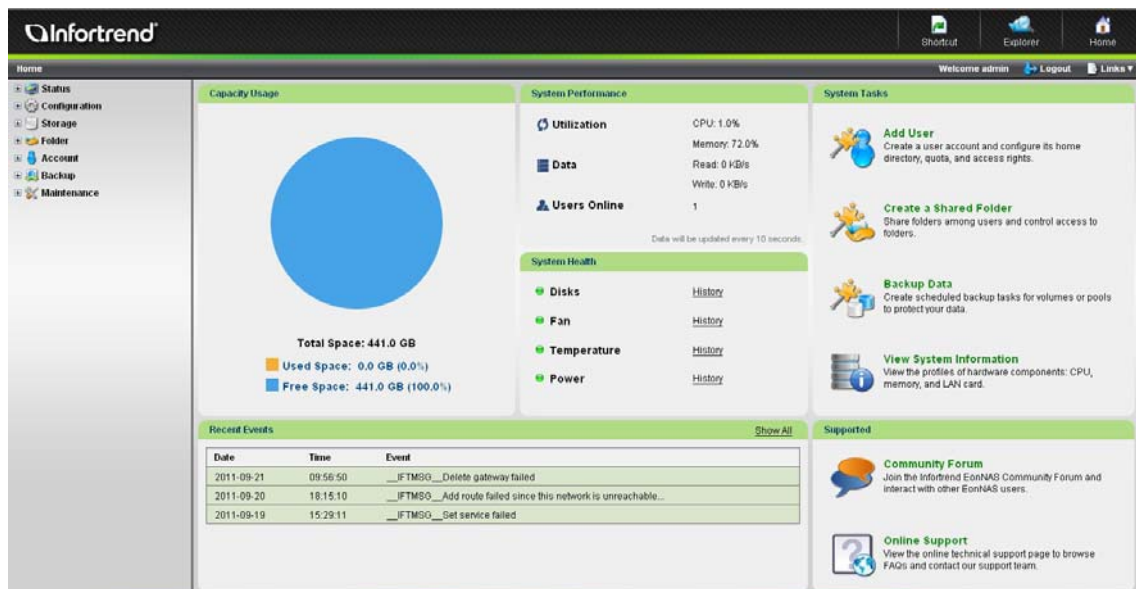 Infortrend
Shortcut
Explorer
Home
Home
Welcome admin
Logout
Links
Status
Configuration
Storage
Folder
Account
Backup
Maintenance
Capacity Usage
Total Space: 441.0 GB
Used Space: 0.0 GB (0.0%)
Free Space: 441.0 GB (100.0%)
System Performance
Utilization CPU: 1.0%
Memory: 72.0%
Data Read: 0 KB/s
Write: 0 KB/s
Users Online 1
Data will be updated every 10 seconds.
System Health
Disks History
Fan History
Temperature History
Power History
System Tasks
Add User
Create a user account and configure its home
directory, quota, and access rights.
Create a Shared Folder
Share folders among users and control access to
folders.
Backup Data
Create scheduled backup tasks for volumes or pools
to protect your data.
View System Information
View the profiles of hardware components: CPU,
memory, and LAN card.
Recent Events Show All
Date Time Event
2011-09-21 09:56:50 __IFTMSG__Delete gateway failed
2011-09-20 18:15:10 __IFTMSG__Add route failed since this network is unreachable...
2011-09-19 15:29:11 __IFTMSG__Set service failed
Supported
Community Forum
Join the Infortrend EonNAS Community Forum and
interact with other EonNAS users.
Online Support
View the online technical support page to browse
FAQs and contact our support team.